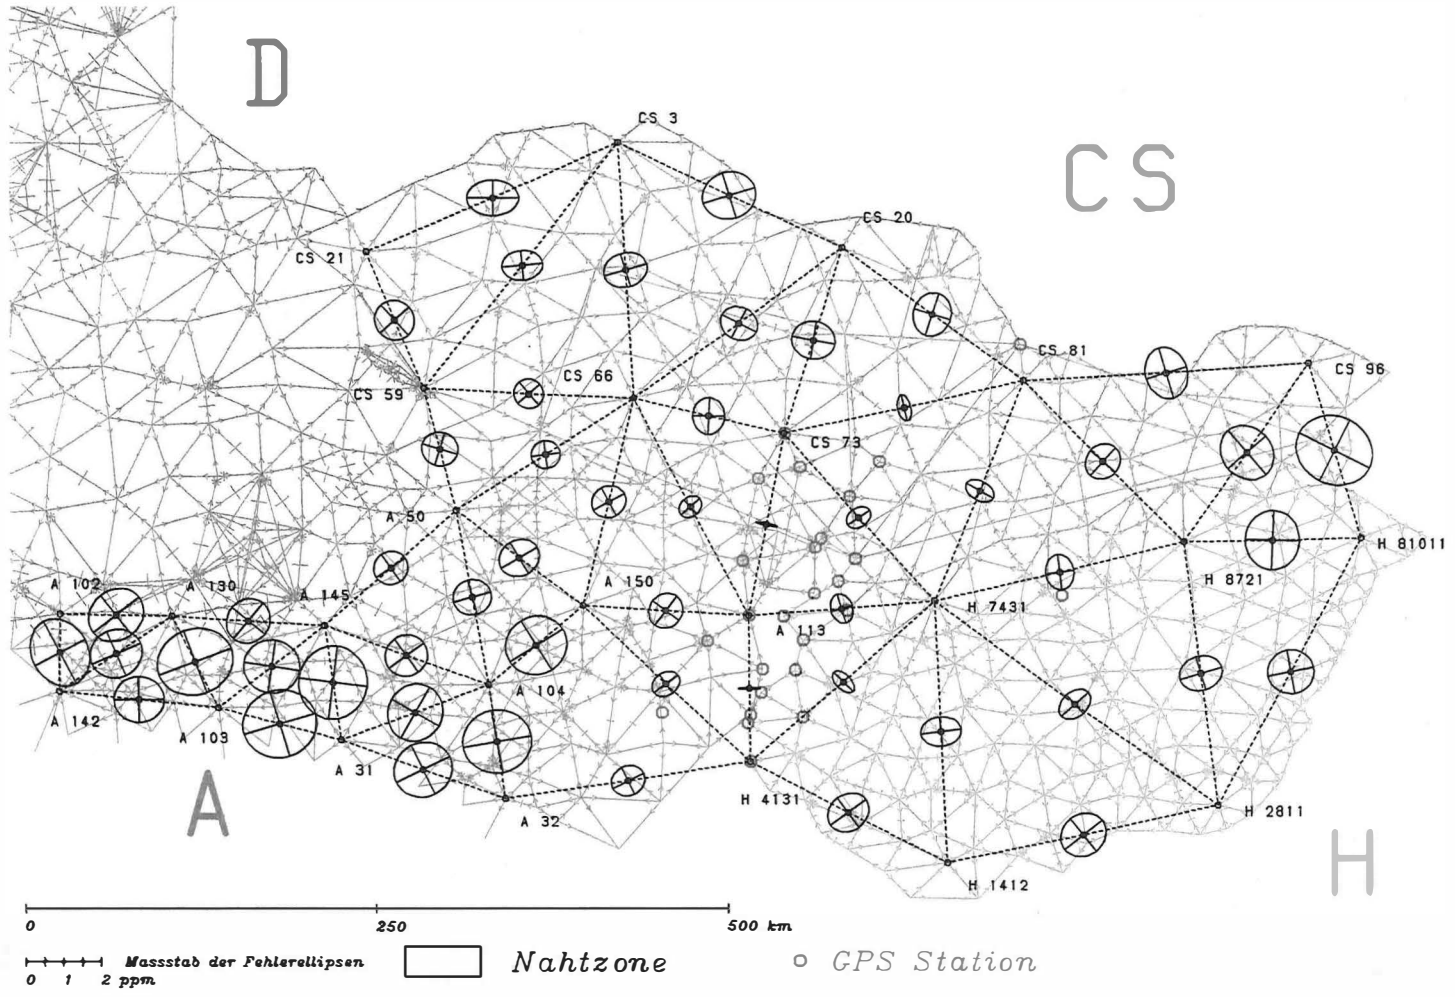 D
CS 3
CS
CS 20
CS 21
CS 81
CS 96
CS 66
CS 59
CS 73
A 50
H 81011
A 102
A 130
A 145
A 150
H 8721
H 7431
A 113
A 104
A 142
A 103
A 31
A
H 4131
A 32
H 2811
H
H 1412
0 250 500 km
Massstab der Fehlerellipsen
0 1 2 ppm
Nahtzone
GPS Station